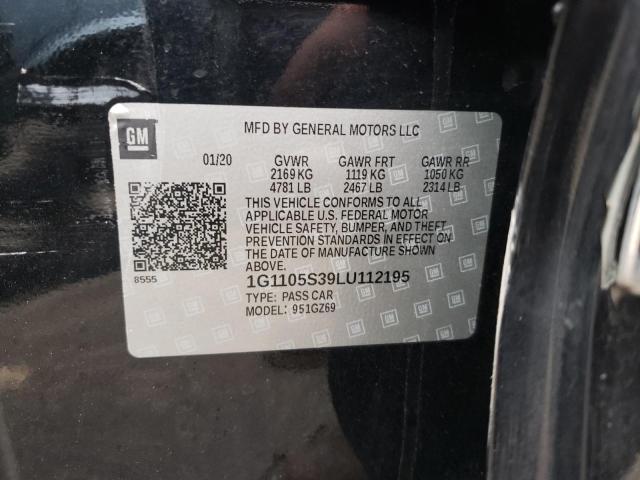 GM
MFD BY GENERAL MOTORS LLC
01/20 GVWR GAWR FRT GAWR RR
2169 KG 1119 KG 1050 KG
4781 LB 2467 LB 2314 LB
THIS VEHICLE CONFORMS TO ALL
APPLICABLE U.S. FEDERAL MOTOR
VEHICLE SAFETY, BUMPER, AND THEFT
PREVENTION STANDARDS IN EFFECT ON
THE DATE OF MANUFACTURE SHOWN
ABOVE.
8555
1G1105S39LU112195
TYPE: PASS CAR
MODEL: 951GZ69